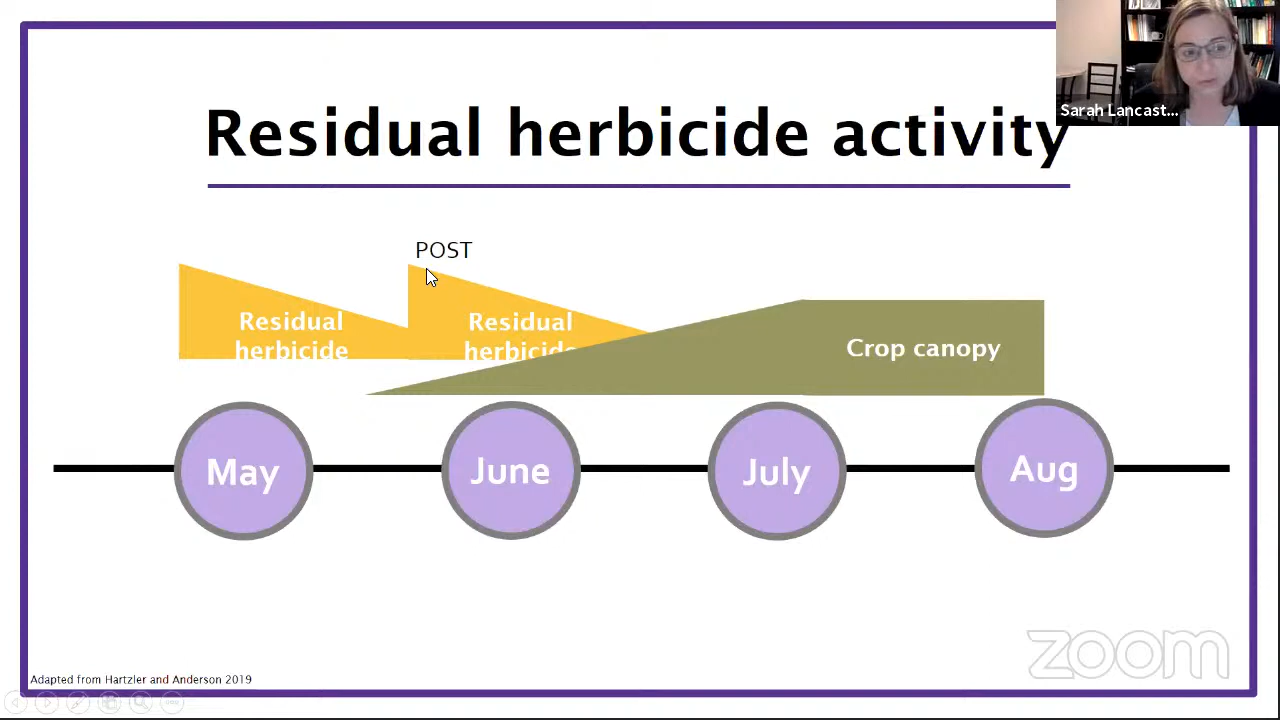 Sarah Lancast...
Residual herbicide activity
POST
Residual
herbicide
Residual
herbicide
Crop canopy
May
June
July
Aug
zoom
Adapted from Hartzler and Anderson 2019